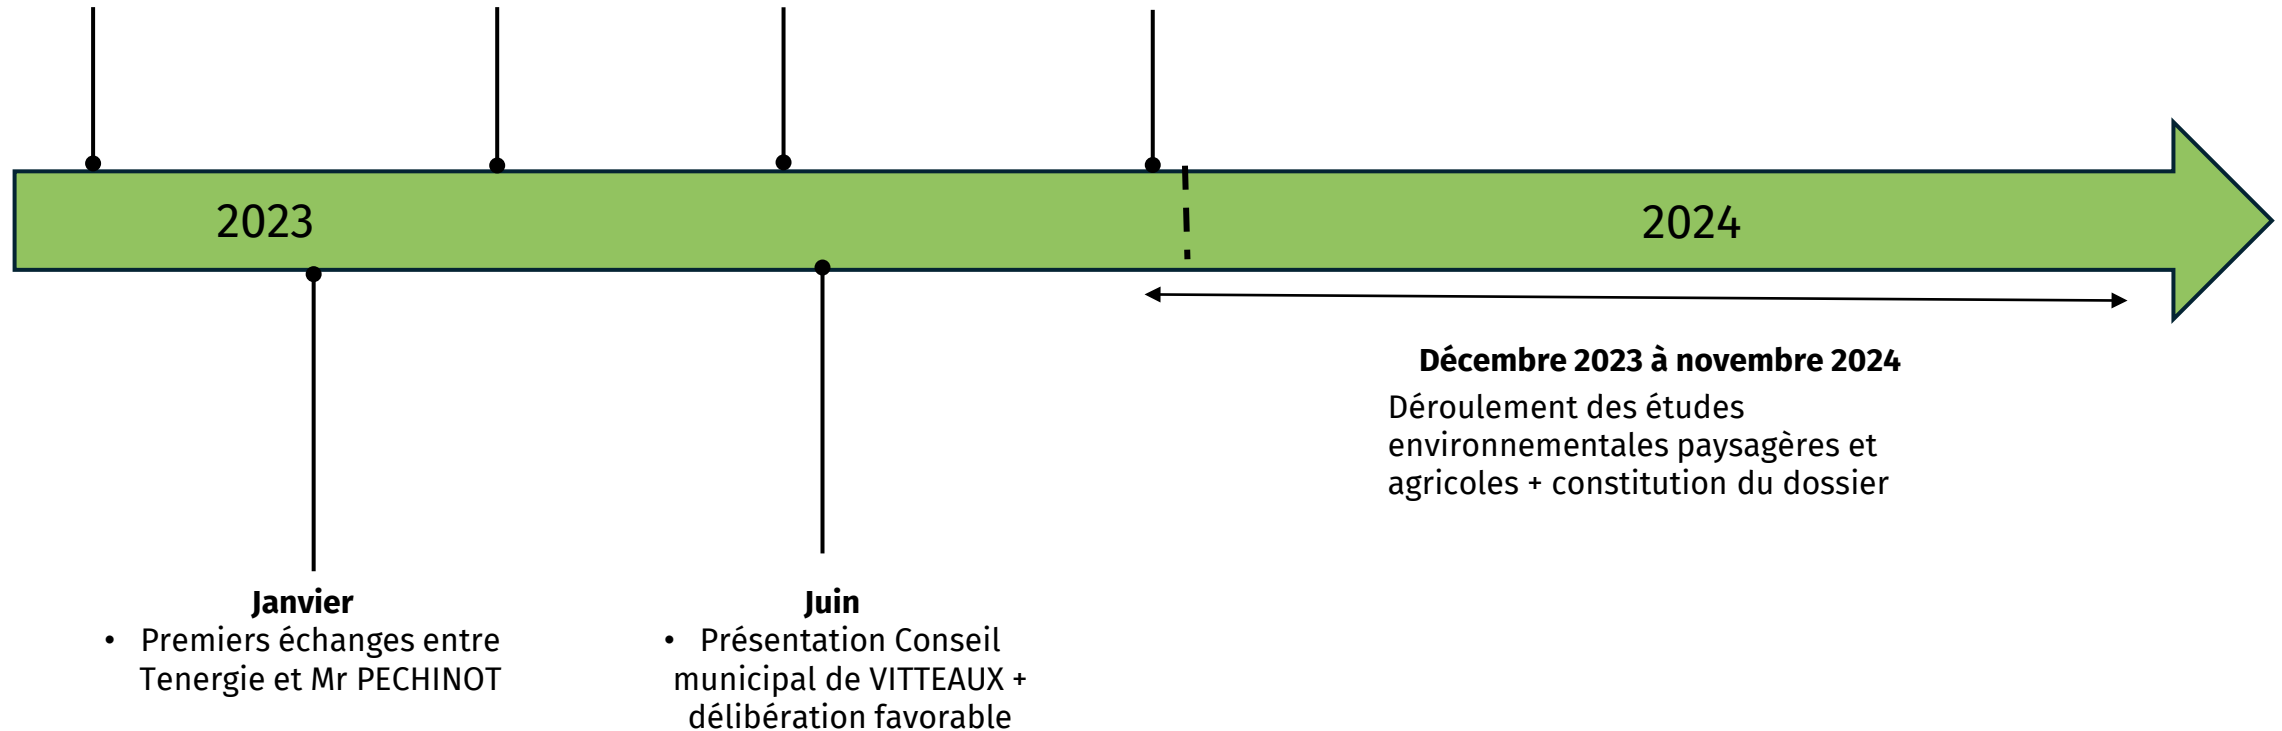 2023
2024
Décembre 2023 à novembre 2024
Déroulement des études
environnementales paysagères et
agricoles + constitution du dossier
Janvier
• Premiers échanges entre
Tenergie et Mr PECHINOT
Juin
• Présentation Conseil
municipal de VITTEAUX +
délibération favorable